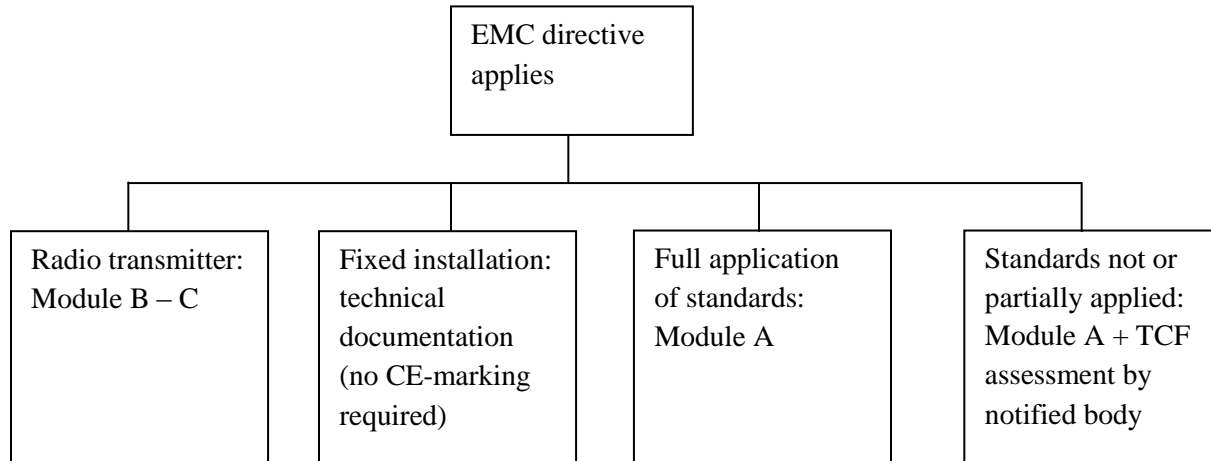 EMC directive
applies
Radio transmitter:
Module B – C
Fixed installation:
technical
documentation
(no CE-marking
required)
Full application
of standards:
Module A
Standards not or
partially applied:
Module A + TCF
assessment by
notified body